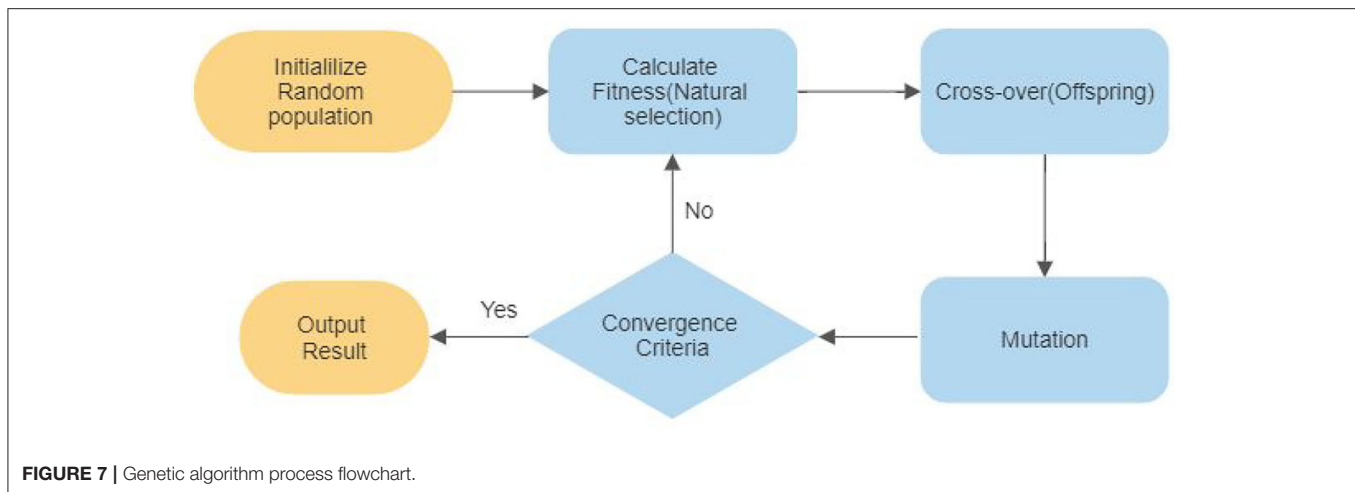 Initialilize
Random
population
Calculate
Fitness(Natural
selection)
Cross-over(Offspring)
No
Yes
Output
Result
Convergence
Criteria
Mutation
FIGURE 7 | Genetic algorithm process flowchart.